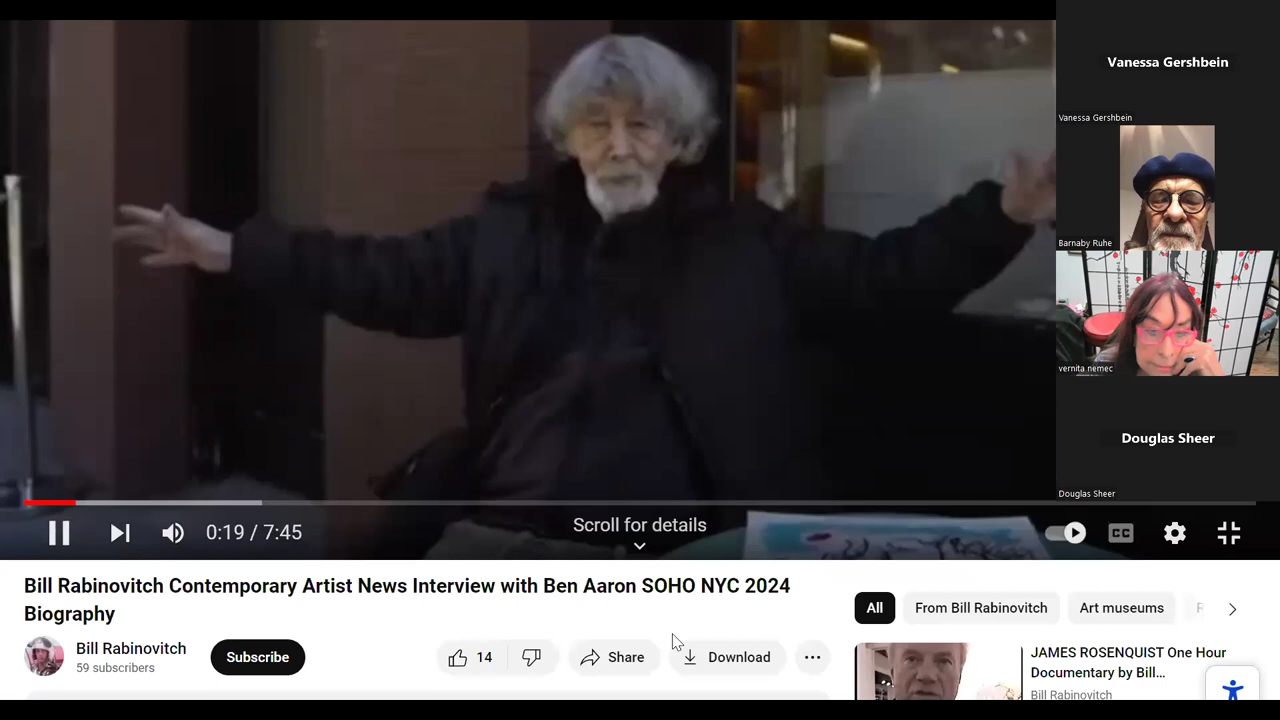 Vanessa Gershbein
Vanessa Gershbein
Barnaby Ruhe
vernita nemec
Douglas Sheer
Douglas Sheer
Scroll for details
0:19 / 7:45
CC
Bill Rabinovitch Contemporary Artist News Interview with Ben Aaron SOHO NYC 2024
Biography
Bill Rabinovitch
59 subscribers
Subscribe
14
Share
Download
All
From Bill Rabinovitch
Art museums
JAMES ROSENQUIST One Hour
Documentary by Bill...
Bill Rabinovitch